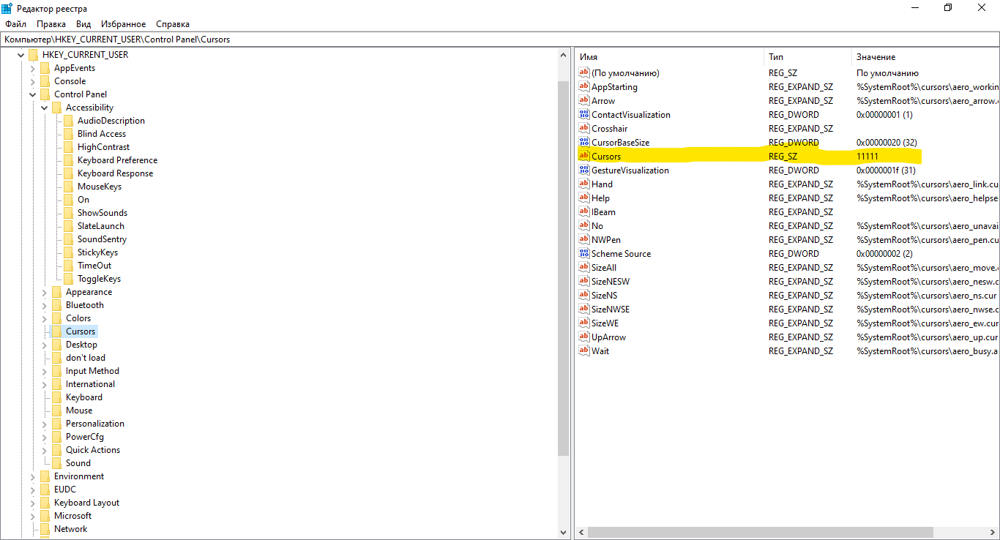 Редактор реестра
Файл Правка Вид Избранное Справка
Компьютер\HKEY_CURRENT_USER\Control Panel\Cursors
HKEY_CURRENT_USER
AppEvents
Console
Control Panel
Accessibility
AudioDescription
Blind Access
HighContrast
Keyboard Preference
Keyboard Response
MouseKeys
On
ShowSounds
SlateLaunch
SoundSentry
StickyKeys
TimeOut
ToggleKeys
Appearance
Bluetooth
Colors
Cursors
Desktop
don't load
Input Method
International
Keyboard
Mouse
Personalization
PowerCfg
Quick Actions
Sound
Environment
EUDC
Keyboard Layout
Microsoft
Network
Имя Тип Значение
(По умолчанию) REG_SZ По умолчанию
AppStarting REG_EXPAND_SZ %SystemRoot%\cursors\aero_workin
Arrow REG_EXPAND_SZ %SystemRoot%\cursors\aero_arrow.
ContactVisualization REG_DWORD 0x00000001 (1)
Crosshair REG_EXPAND_SZ
CursorBaseSize REG_DWORD 0x00000020 (32)
Cursors REG_SZ 11111
GestureVisualization REG_DWORD 0x0000001f (31)
Hand REG_EXPAND_SZ %SystemRoot%\cursors\aero_link.cu
Help REG_EXPAND_SZ %SystemRoot%\cursors\aero_helpse
IBeam REG_EXPAND_SZ
No REG_EXPAND_SZ %SystemRoot%\cursors\aero_unavai
NWPen REG_EXPAND_SZ %SystemRoot%\cursors\aero_pen.cu
Scheme Source REG_DWORD 0x00000002 (2)
SizeAll REG_EXPAND_SZ %SystemRoot%\cursors\aero_move.
SizeNESW REG_EXPAND_SZ %SystemRoot%\cursors\aero_nesw.c
SizeNS REG_EXPAND_SZ %SystemRoot%\cursors\aero_ns.cur
SizeNWSE REG_EXPAND_SZ %SystemRoot%\cursors\aero_nwse.c
SizeWE REG_EXPAND_SZ %SystemRoot%\cursors\aero_ew.cur
UpArrow REG_EXPAND_SZ %SystemRoot%\cursors\aero_up.cur
Wait REG_EXPAND_SZ %SystemRoot%\cursors\aero_busy.a